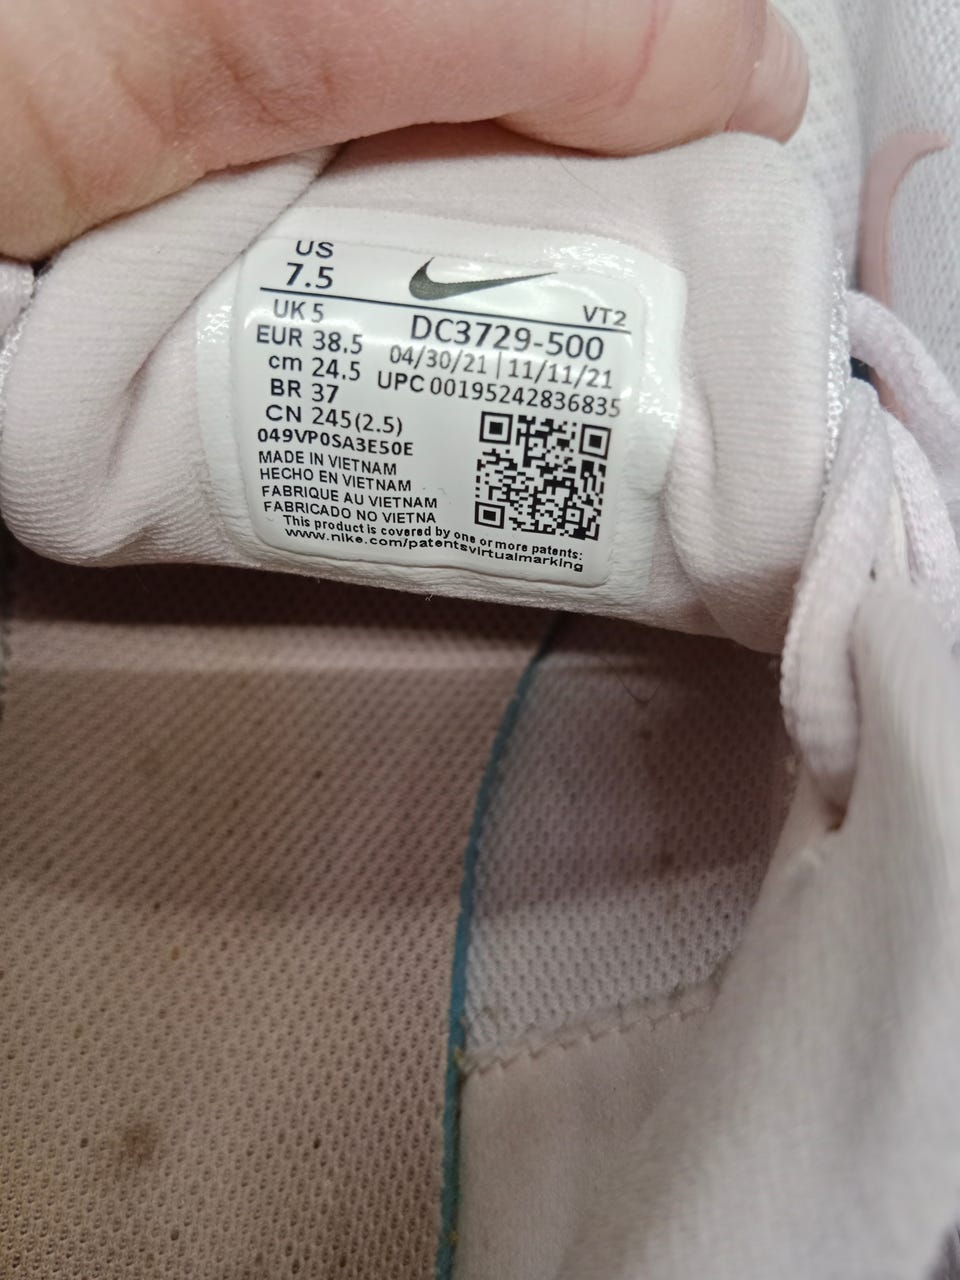 US
7.5
VT2
UK 5
DC3729-500
EUR 38.5
04/30/21 | 11/11/21
cm 24.5
UPC 00195242836835
BR 37
CN 245(2.5)
049VP0SA3E50E
MADE IN VIETNAM
HECHO EN VIETNAM
FABRIQUE AU VIETNAM
FABRICADO NO VIETNA
This product is covered by one or more patents:
www.nike.com/patentsvirtualmarking